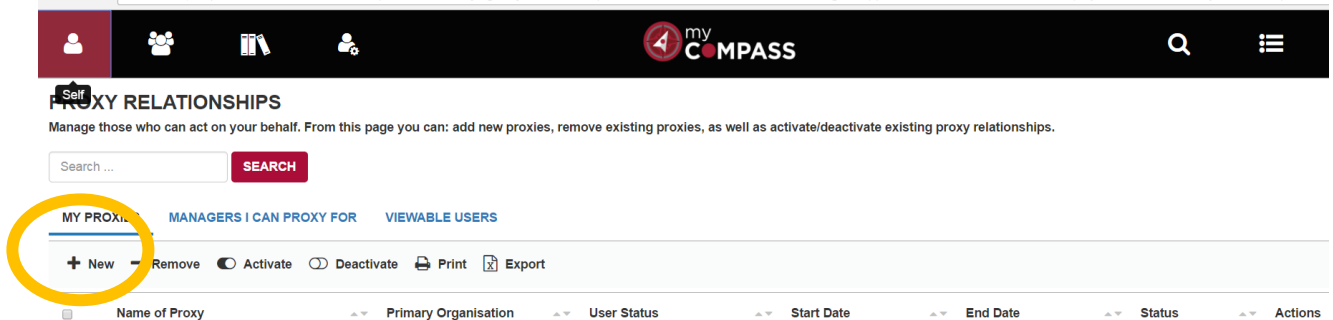 my
COMPASS
Self
PROXY RELATIONSHIPS
Manage those who can act on your behalf. From this page you can: add new proxies, remove existing proxies, as well as activate/deactivate existing proxy relationships.
Search ... SEARCH
MY PROXIES MANAGERS I CAN PROXY FOR VIEWABLE USERS
New Remove Activate Deactivate Print Export
Name of Proxy Primary Organisation User Status Start Date End Date Status Actions